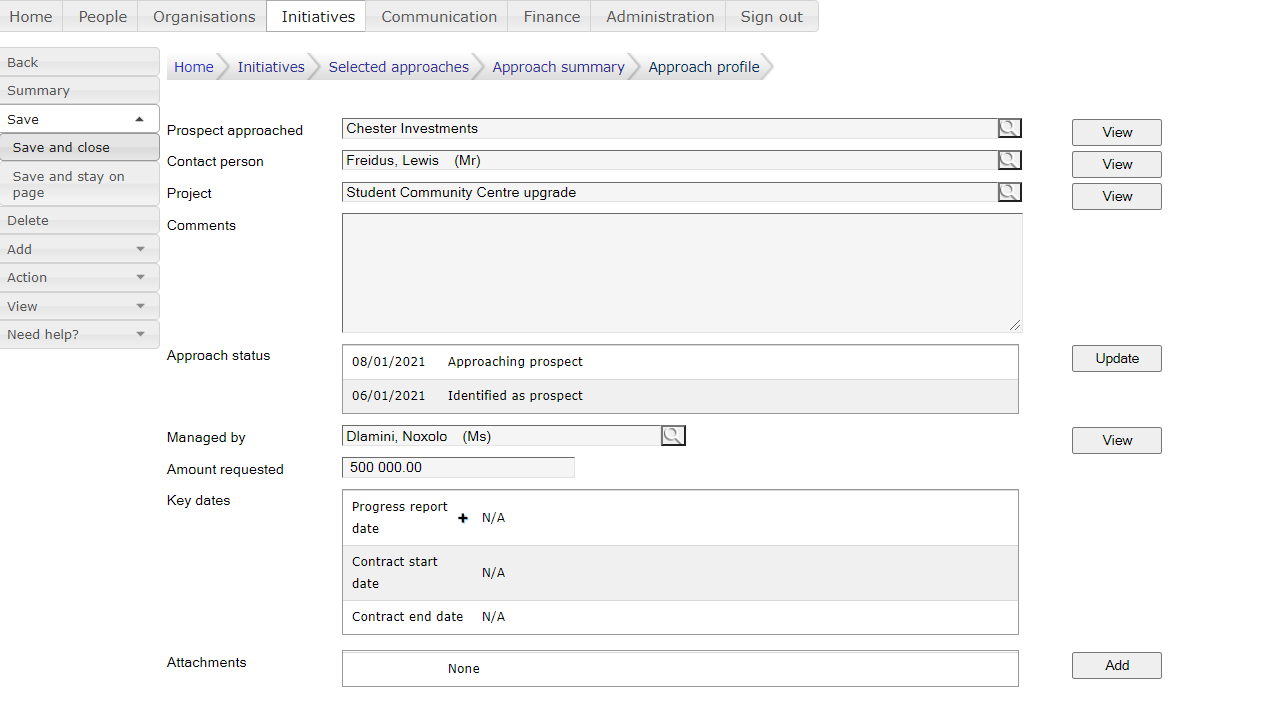 Home People Organisations Initiatives Communication Finance Administration Sign out
Back
Summary
Save
Save and close
Save and stay on
page
Delete
Add
Action
View
Need help?
Home Initiatives Selected approaches Approach summary Approach profile
Prospect approached Chester Investments View
Contact person Freidus, Lewis (Mr) View
Project Student Community Centre upgrade View
Comments
Approach status 08/01/2021 Approaching prospect Update
06/01/2021 Identified as prospect
Managed by Dlamini, Noxolo (Ms) View
Amount requested 500 000.00
Key dates
Progress report
date + N/A
Contract start
date N/A
Contract end date N/A
Attachments None Add